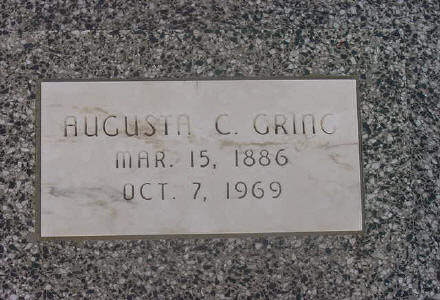 AUGUSTA C. GRING
MAR. 15, 1886
OCT. 7, 1969